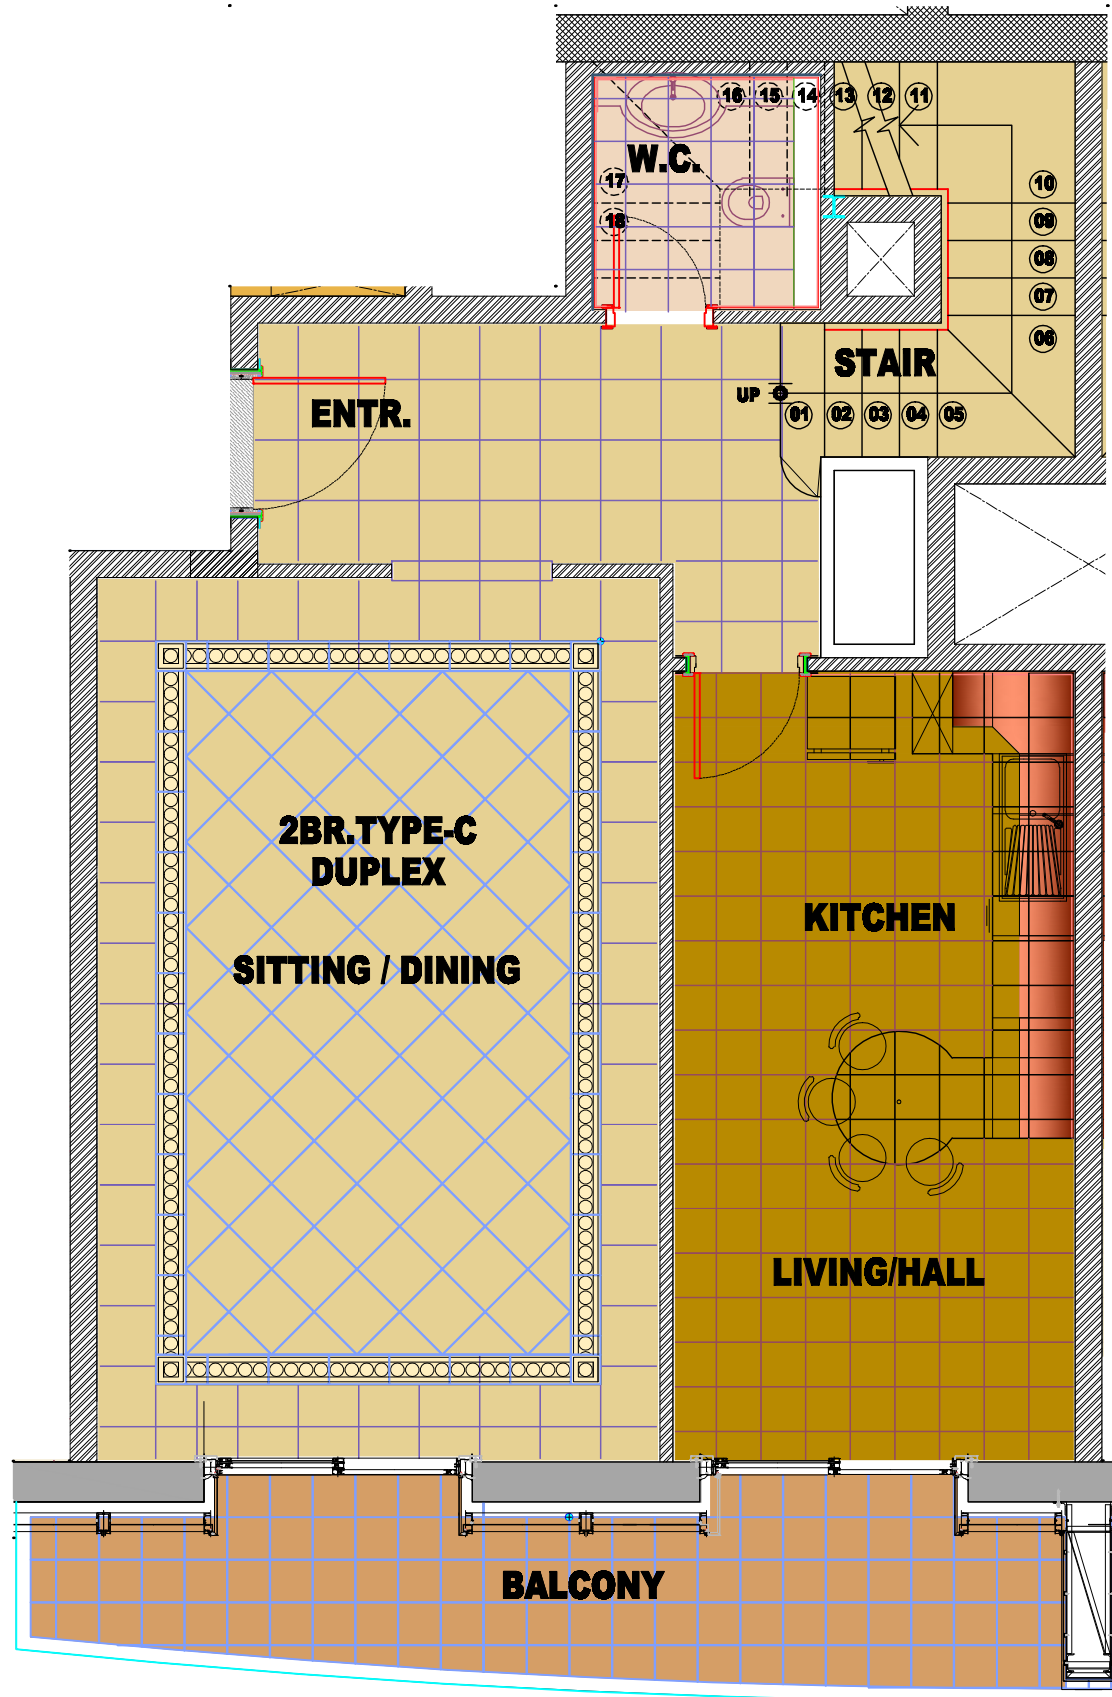 16 15 14 13 12 11
W.C.
17
10
18
09
08
07
06
STAIR
UP
ENTR.
01 02 03 04 05
2BR.TYPE-C
DUPLEX
KITCHEN
SITTING / DINING
LIVING/HALL
BALCONY